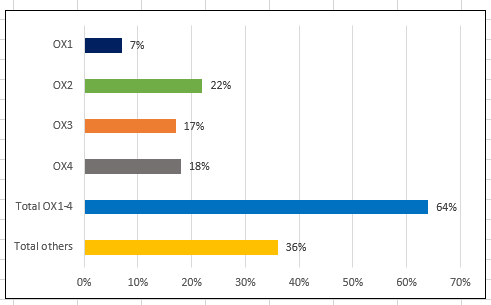 OX1 7%
OX2 22%
OX3 17%
OX4 18%
Total OX1-4 64%
Total others 36%
0% 10% 20% 30% 40% 50% 60% 70%